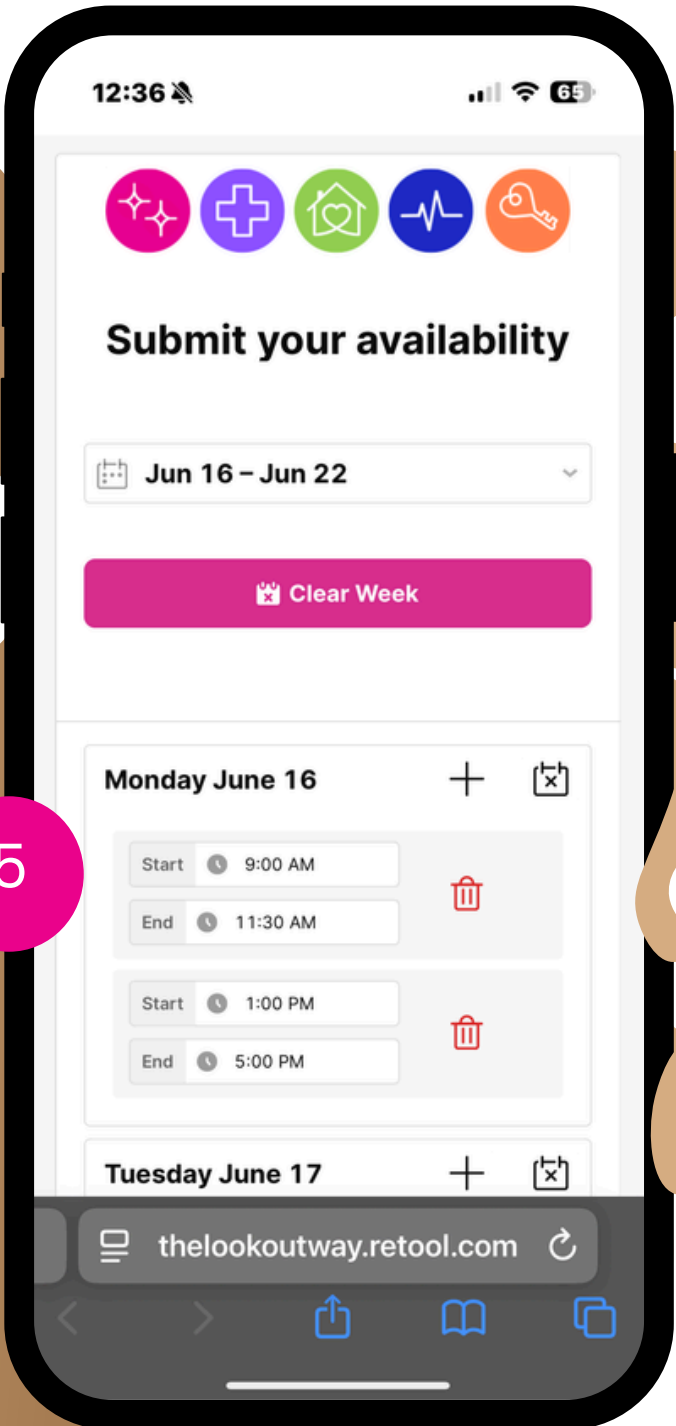 12:36
65
Submit your availability
Jun 16 – Jun 22
Clear Week
Monday June 16
Start 9:00 AM
End 11:30 AM
5
Start 1:00 PM
End 5:00 PM
Tuesday June 17
thelookoutway.retool.com